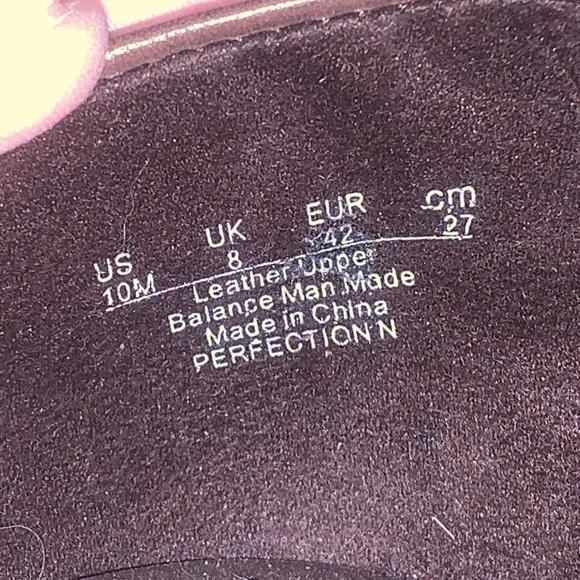 US UK EUR cm
10M 8 42 27
Leather Upper
Balance Man Made
Made in China
PERFECTION N